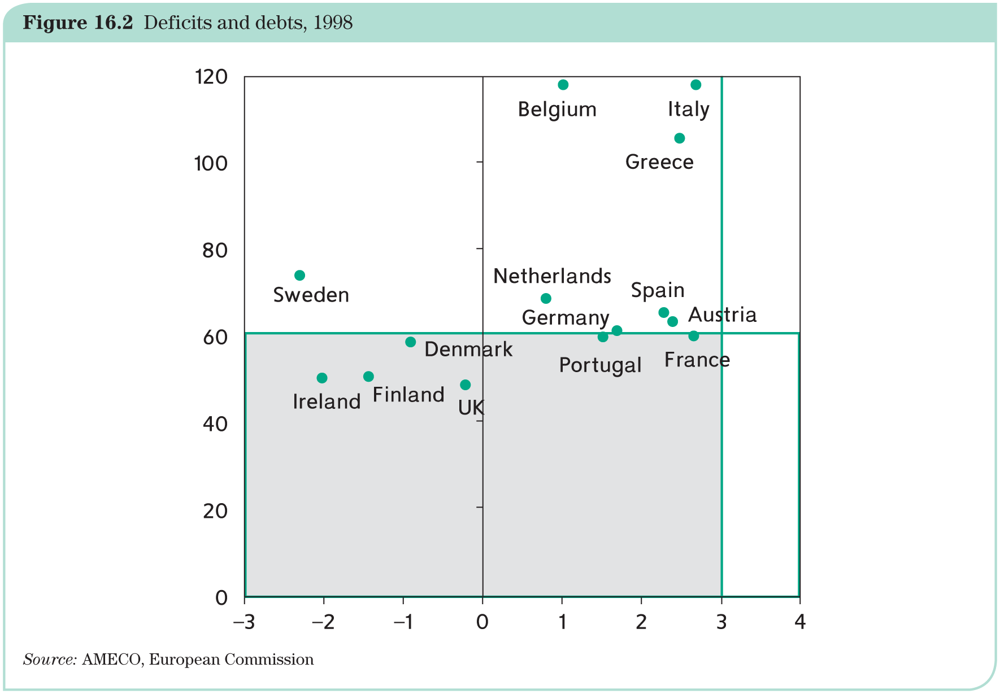 Figure 16.2 Deficits and debts, 1998
120
Belgium
Italy
Greece
100
80
Netherlands
Spain
Sweden
Germany
Austria
60
Denmark
Portugal
France
Ireland
Finland
UK
40
20
0
–3 –2 –1 0 1 2 3 4
Source: AMECO, European Commission